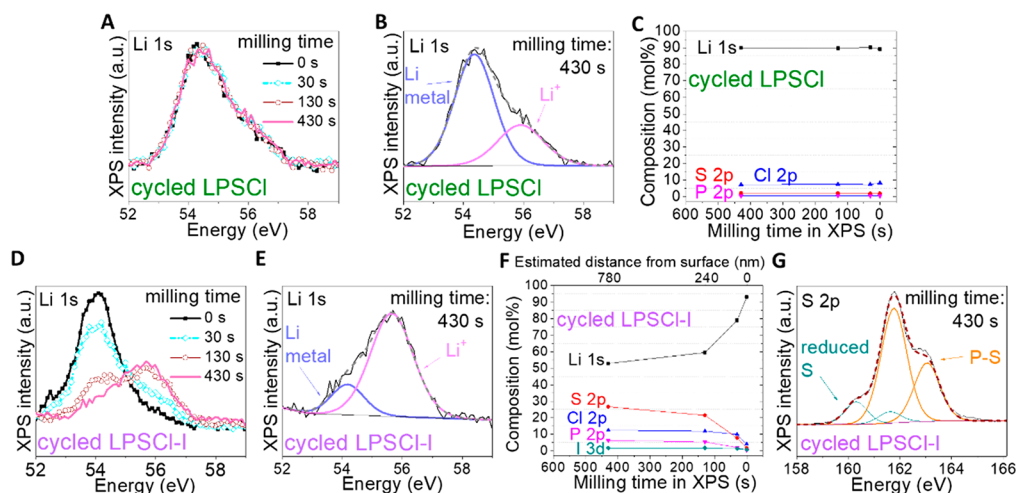 A
Li 1s
milling time
0 s
30 s
130 s
430 s
cycled LPSCl
XPS intensity (a.u.)
52 54 56 58
Energy (eV)
B
Li 1s
milling time:
430 s
Li
metal
Li+
cycled LPSCl
XPS intensity (a.u.)
52 54 56 58
Energy (eV)
C
Composition (mol%)
100
90
80
70
60
50
40
30
20
10
0
Li 1s
cycled LPSCl
S 2p Cl 2p
P 2p
600 500 400 300 200 100 0
Milling time in XPS (s)
D
Li 1s
milling time
0 s
30 s
130 s
430 s
cycled LPSCl-I
XPS intensity (a.u.)
52 54 56 58
Energy (eV)
E
Li 1s
milling time:
430 s
Li
metal
Li+
cycled LPSCl-I
XPS intensity (a.u.)
52 54 56 58
Energy (eV)
F
Estimated distance from surface (nm)
780 240 0
Composition (mol%)
100
90
80
70
60
50
40
30
20
10
0
cycled LPSCl-I
Li 1s
S 2p
Cl 2p
P 2p
I 3d
600 500 400 300 200 100 0
Milling time in XPS (s)
G
S 2p
milling time:
430 s
reduced
S
P-S
cycled LPSCl-I
XPS intensity (a.u.)
158 160 162 164 166
Energy (eV)